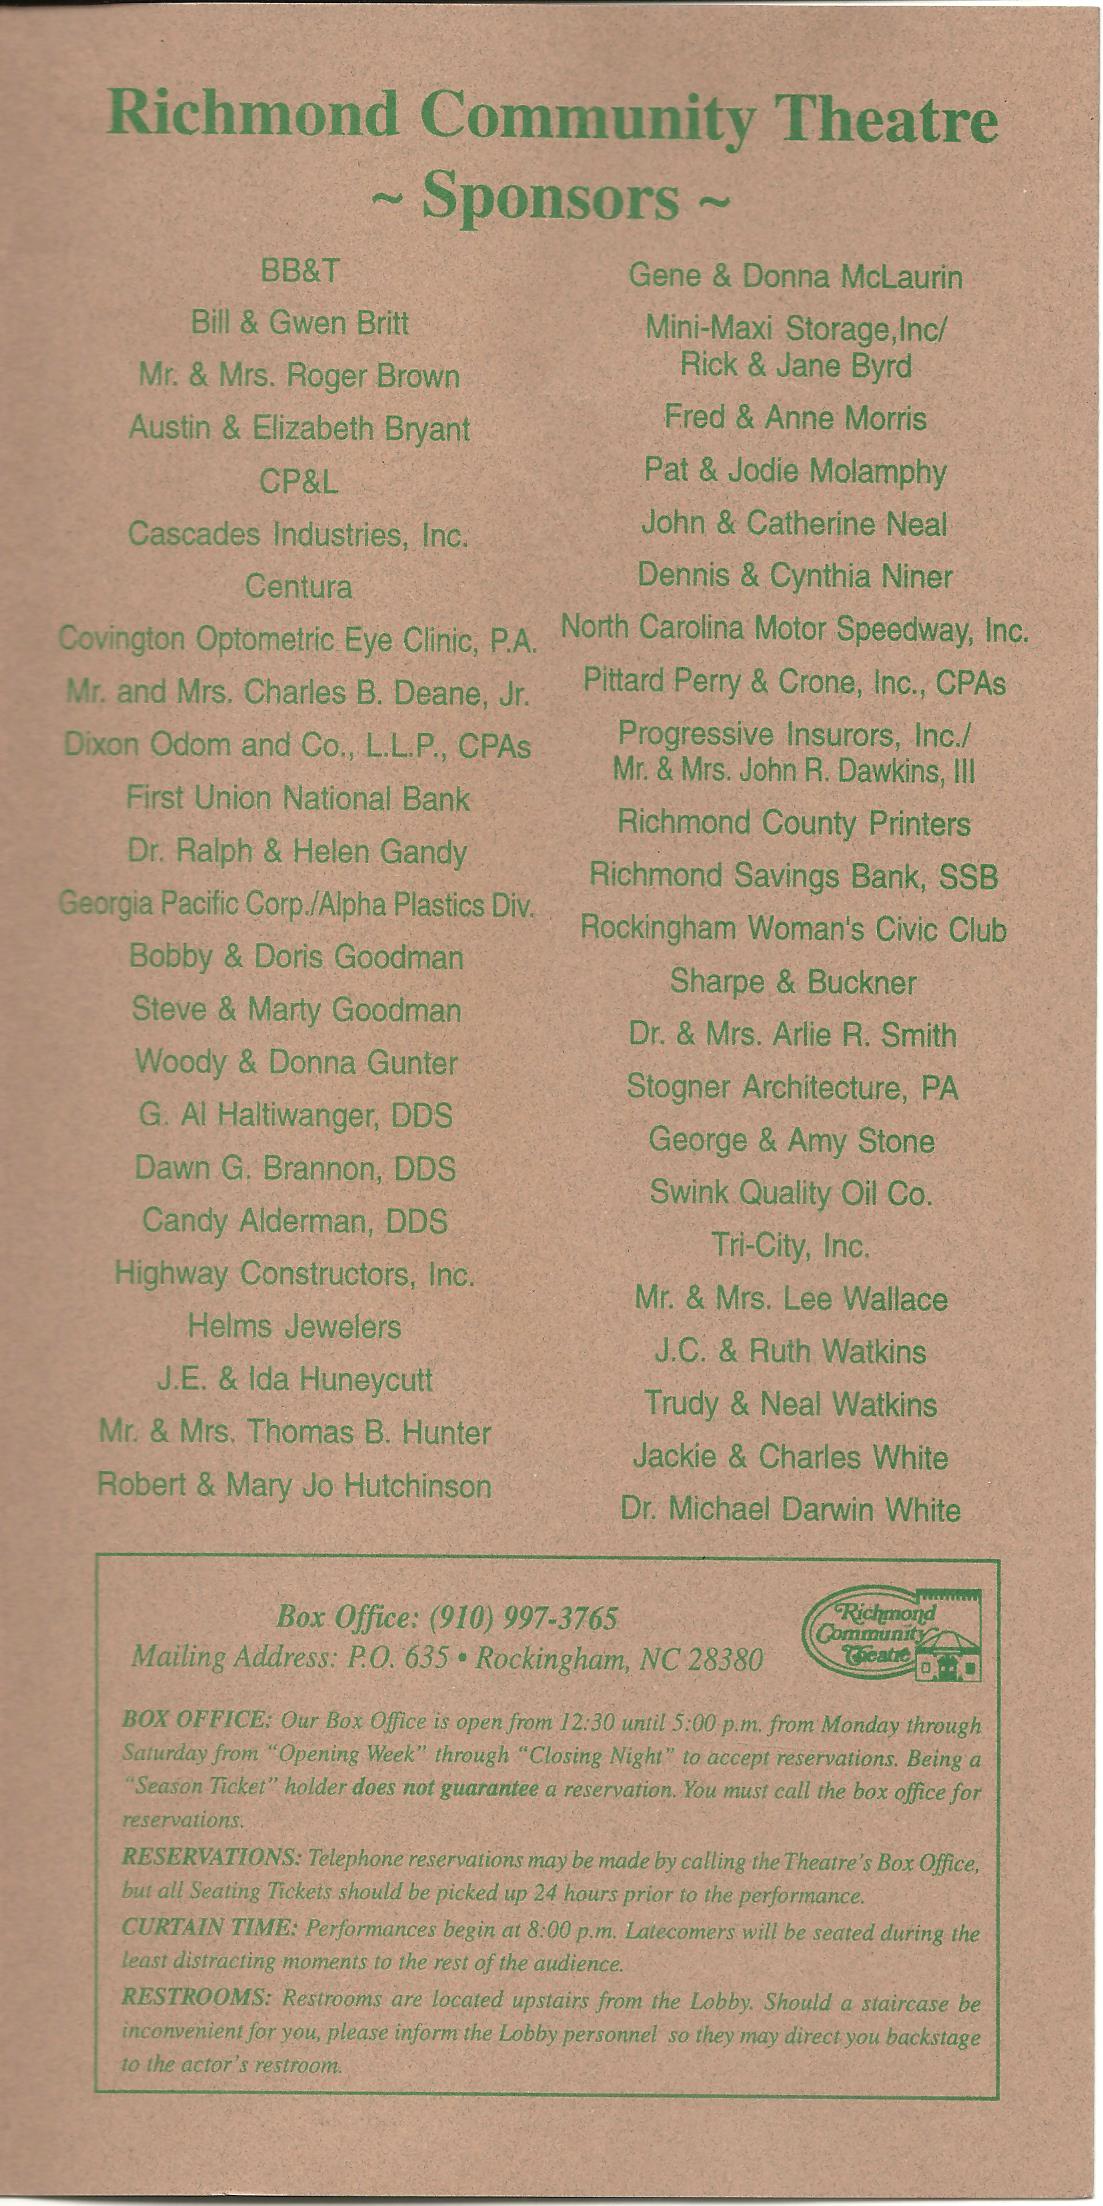 Richmond Community Theatre
~ Sponsors ~
BB&T
Bill & Gwen Britt
Mr. & Mrs. Roger Brown
Austin & Elizabeth Bryant
CP&L
Cascades Industries, Inc.
Centura
Covington Optometric Eye Clinic, P.A.
Mr. and Mrs. Charles B. Deane, Jr.
Dixon Odom and Co., L.L.P., CPAs
First Union National Bank
Dr. Ralph & Helen Gandy
Georgia Pacific Corp./Alpha Plastics Div.
Bobby & Doris Goodman
Steve & Marty Goodman
Woody & Donna Gunter
G. Al Haltiwanger, DDS
Dawn G. Brannon, DDS
Candy Alderman, DDS
Highway Constructors, Inc.
Helms Jewelers
J.E. & Ida Huneycutt
Mr. & Mrs. Thomas B. Hunter
Robert & Mary Jo Hutchinson
Gene & Donna McLaurin
Mini-Maxi Storage,Inc/
Rick & Jane Byrd
Fred & Anne Morris
Pat & Jodie Molamphy
John & Catherine Neal
Dennis & Cynthia Niner
North Carolina Motor Speedway, Inc.
Pittard Perry & Crone, Inc., CPAs
Progressive Insurors, Inc./
Mr. & Mrs. John R. Dawkins, III
Richmond County Printers
Richmond Savings Bank, SSB
Rockingham Woman's Civic Club
Sharpe & Buckner
Dr. & Mrs. Arlie R. Smith
Stogner Architecture, PA
George & Amy Stone
Swink Quality Oil Co.
Tri-City, Inc.
Mr. & Mrs. Lee Wallace
J.C. & Ruth Watkins
Trudy & Neal Watkins
Jackie & Charles White
Dr. Michael Darwin White
Box Office: (910) 997-3765
Mailing Address: P.O. 635 • Rockingham, NC 28380
Richmond
Community
Theatre
BOX OFFICE: Our Box Office is open from 12:30 until 5:00 p.m. from Monday through
Saturday from “Opening Week” through “Closing Night” to accept reservations. Being a
“Season Ticket” holder does not guarantee a reservation. You must call the box office for
reservations.
RESERVATIONS: Telephone reservations may be made by calling the Theatre’s Box Office,
but all Seating Tickets should be picked up 24 hours prior to the performance.
CURTAIN TIME: Performances begin at 8:00 p.m. Latecomers will be seated during the
least distracting moments to the rest of the audience.
RESTROOMS: Restrooms are located upstairs from the Lobby. Should a staircase be
inconvenient for you, please inform the Lobby personnel so they may direct you backstage
to the actor’s restroom.